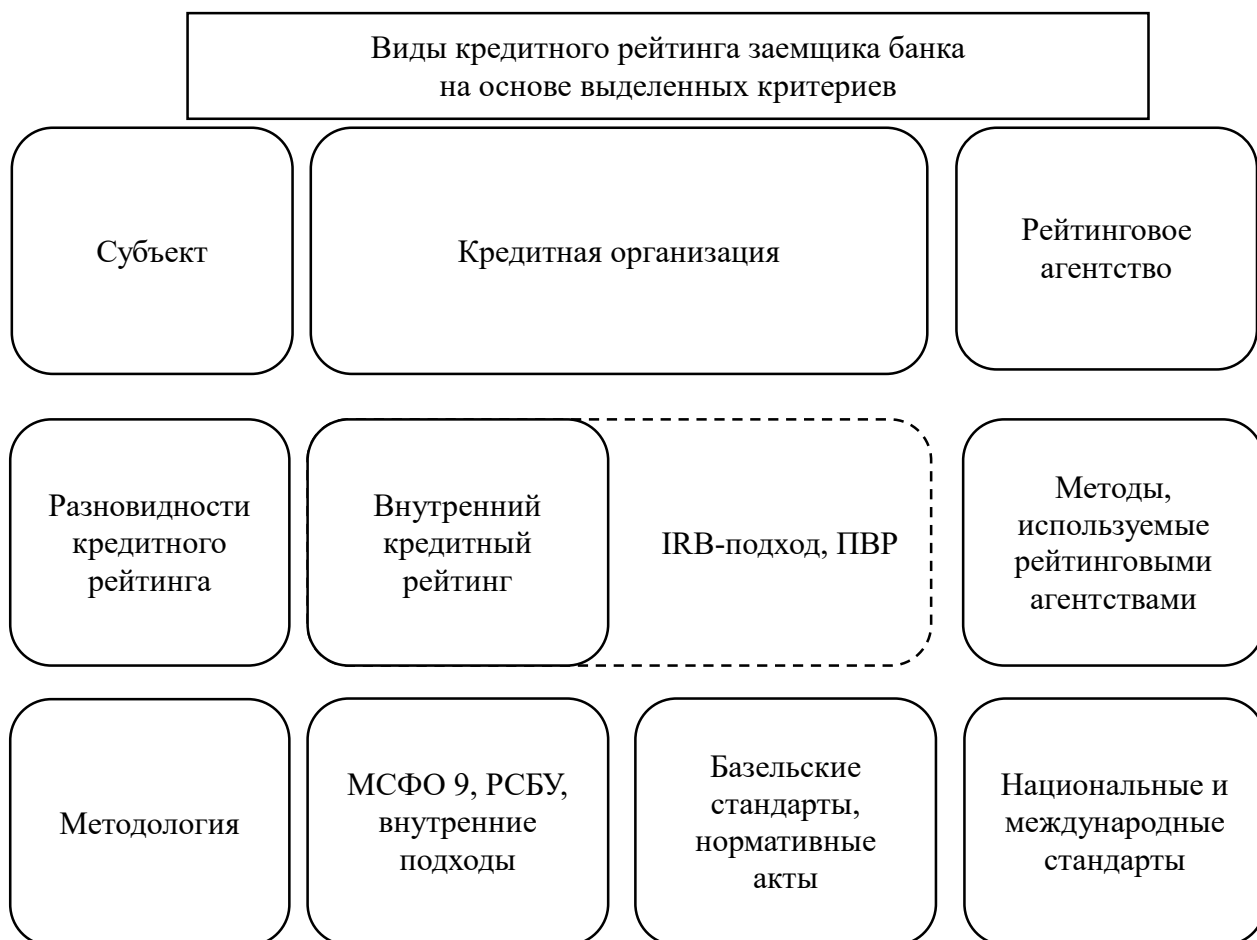 Виды кредитного рейтинга заемщика банка
на основе выделенных критериев
Субъект
Кредитная организация
Рейтинговое
агентство
Разновидности
кредитного
рейтинга
Внутренний
кредитный
рейтинг
IRB-подход, ПВР
Методы,
используемые
рейтинговыми
агентствами
Методология
МСФО 9, РСБУ,
внутренние
подходы
Базельские
стандарты,
нормативные
акты
Национальные и
международные
стандарты